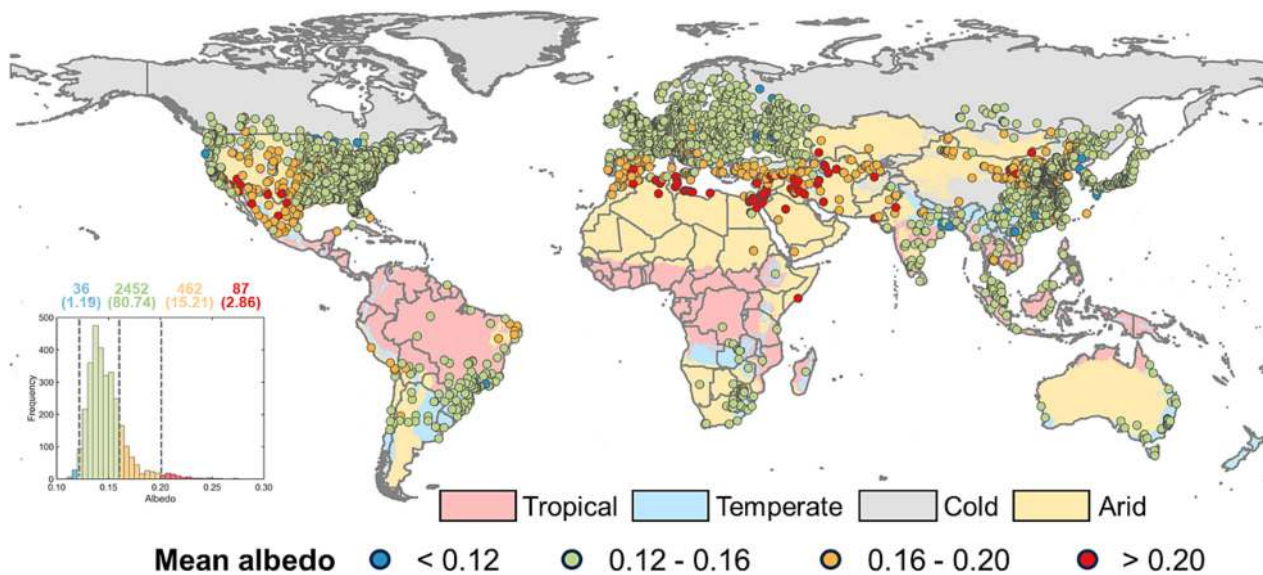 36 2452 462 87
(1.19) (80.74) (15.21) (2.86)
500
400
300
200
100
0
Frequency
0.10 0.15 0.20 0.25 0.30
Albedo
Tropical Temperate Cold Arid
Mean albedo < 0.12 0.12 - 0.16 0.16 - 0.20 > 0.20